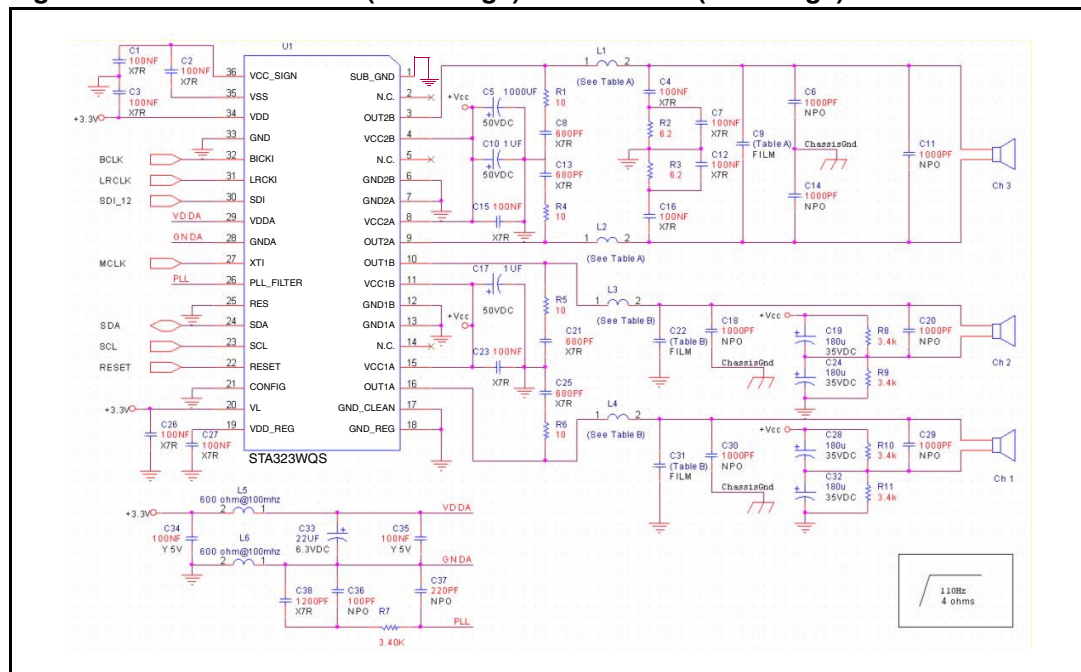 U1
STA323WQS
36 VCC_SIGN
35 VSS
34 VDD
33 GND
32 BICKI
31 LRCKI
30 SDI
29 VDDA
28 GNDA
27 XTI
26 PLL_FILTER
25 RES
24 SDA
23 SCL
22 RESET
21 CONFIG
20 VL
19 VDD_REG
SUB_GND 1
N.C. 2
OUT2B 3
VCC2B 4
N.C. 5
GND2B 6
GND2A 7
VCC2A 8
OUT2A 9
OUT1B 10
VCC1B 11
GND1B 12
GND1A 13
N.C. 14
VCC1A 15
OUT1A 16
GND_CLEAN 17
GND_REG 18
C1
100NF
X7R
C2
100NF
X7R
C3
100NF
X7R
+3.3V
BCLK
LRCLK
SDI_12
VDDA
GNDA
MCLK
PLL
SDA
SCL
RESET
+3.3V
C26
100NF
X7R
C27
100NF
X7R
+Vcc
C5 1000UF
50VDC
C10 1UF
50VDC
C15 100NF
X7R
R1
10
C8
680PF
X7R
C13
680PF
X7R
R4
10
L1
1 2
(See Table A)
C4
100NF
X7R
R2
6.2
R3
6.2
C16
100NF
X7R
C7
100NF
X7R
C12
100NF
X7R
C9
(Table A)
FILM
C6
1000PF
NPO
ChassisGnd
C14
1000PF
NPO
C11
1000PF
NPO
Ch 3
L2
1 2
(See Table A)
C17 1UF
50VDC
+Vcc
C23 100NF
X7R
R5
10
C21
680PF
X7R
C25
680PF
X7R
R6
10
L3
1 2
(See Table B)
C22
(Table B)
FILM
C18
1000PF
NPO
ChassisGnd
+Vcc
C19
180u
35VDC
C24
180u
35VDC
R8
3.4k
R9
3.4k
C20
1000PF
NPO
Ch 2
L4
1 2
(See Table B)
C31
(Table B)
FILM
C30
1000PF
NPO
ChassisGnd
+Vcc
C28
180u
35VDC
C32
180u
35VDC
R10
3.4k
R11
3.4k
C29
1000PF
NPO
Ch 1
L5
600 ohm@100mhz
2 1
+3.3V
VDDA
C34
100NF
Y5V
L6
600 ohm@100mhz
2 1
C33
22UF
6.3VDC
C35
100NF
Y5V
GNDA
C38
1200PF
X7R
C36
100PF
NPO
C37
220PF
NPO
R7
3.40K
PLL
110Hz
4 ohms